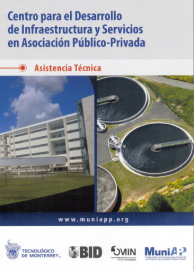 Centro para el Desarrollo
de Infraestructura y Servicios
en Asociación Público-Privada
Asistencia Técnica
www.muniapp.org
TECNOLÓGICO
DE MONTERREY.
BID
FOMIN
MuniAPP